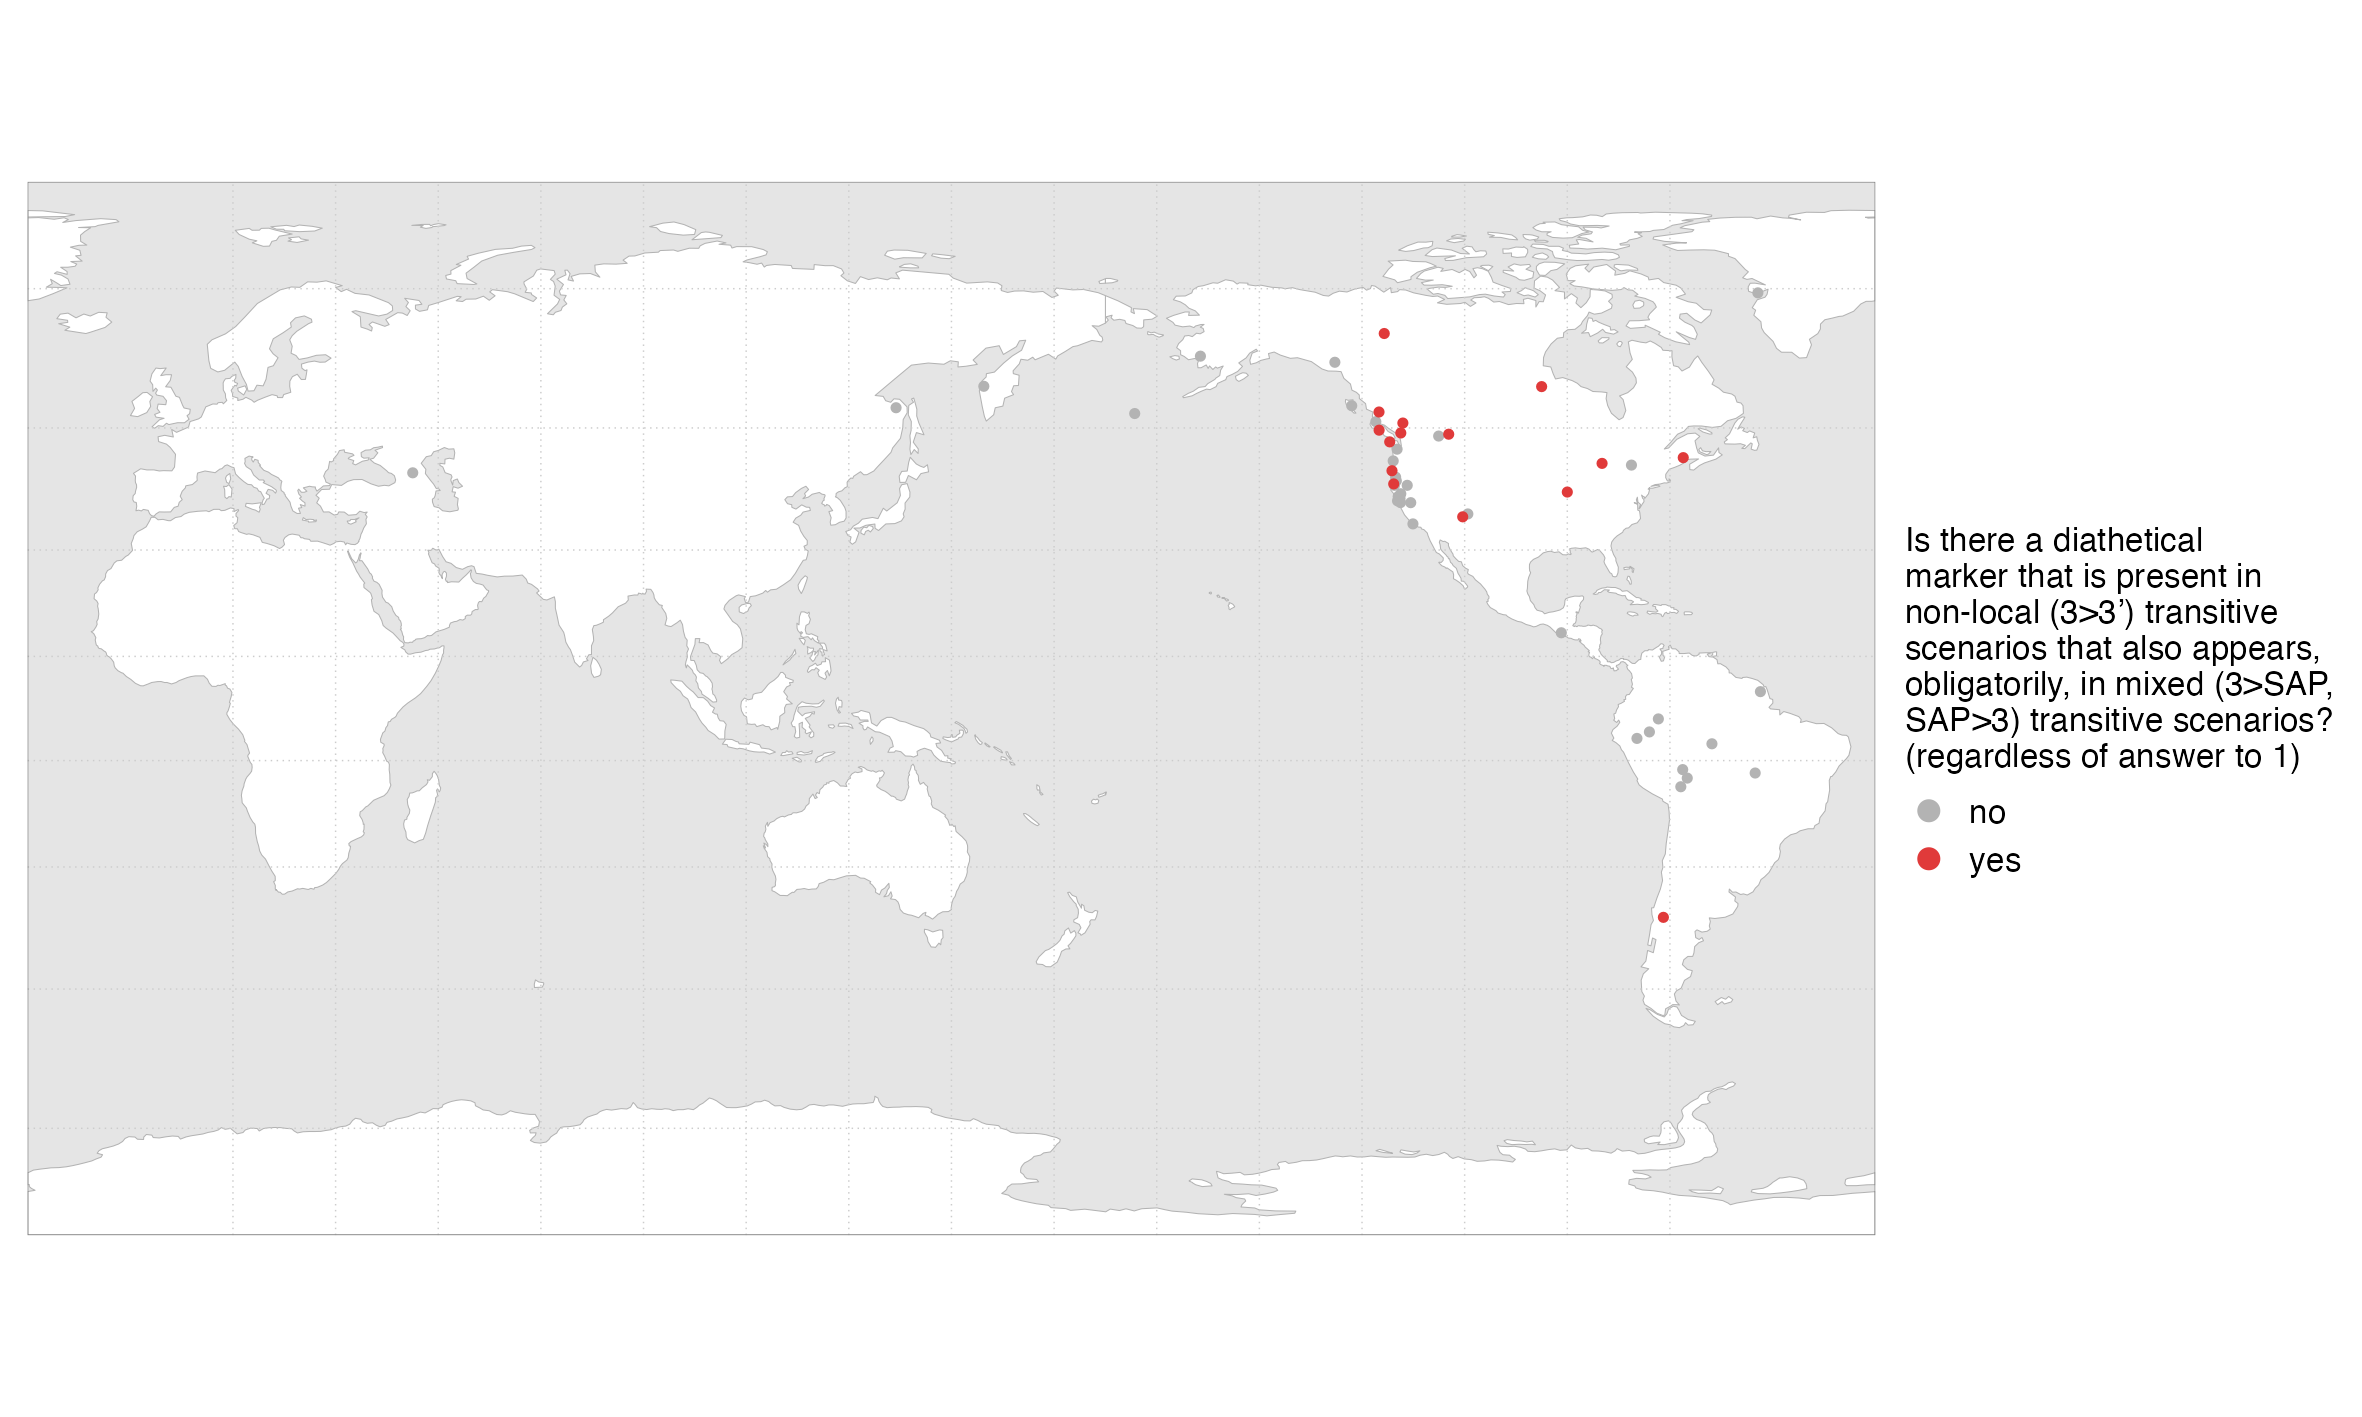 Is there a diathetical
marker that is present in
non-local (3>3’) transitive
scenarios that also appears,
obligatorily, in mixed (3>SAP,
SAP>3) transitive scenarios?
(regardless of answer to 1)
no
yes